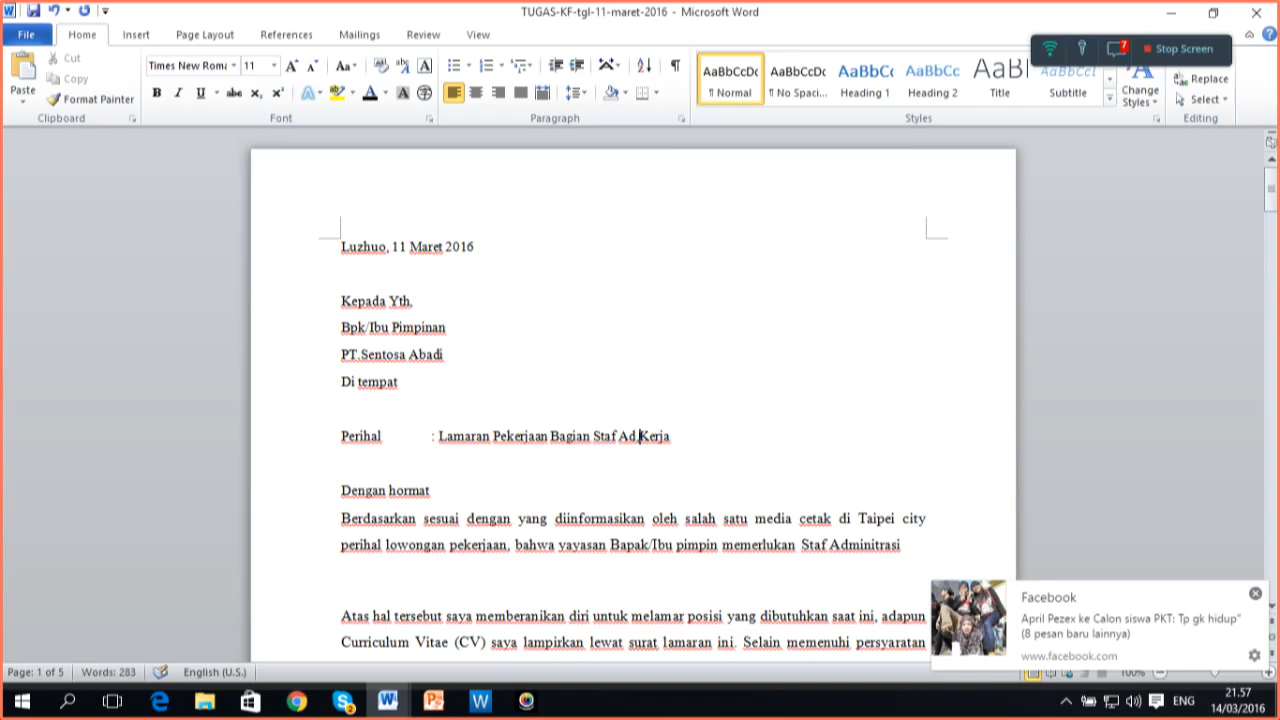 TUGAS-KF-tgl-11-maret-2016 - Microsoft Word
File Home Insert Page Layout References Mailings Review View
7 Stop Screen
Paste
Cut
Copy
Format Painter
Clipboard
Times New Roma 11
Font
Paragraph
AaBbCcDc AaBbCcDc AaBbCc AaBbCc AaBl AaBbCcI
¶ Normal ¶ No Spaci... Heading 1 Heading 2 Title Subtitle
Change Styles
Styles
Replace
Select
Editing
Luzhuo, 11 Maret 2016
Kepada Yth,
Bpk/Ibu Pimpinan
PT.Sentosa Abadi
Di tempat
Perihal : Lamaran Pekerjaan Bagian Staf Ad.Kerja
Dengan hormat
Berdasarkan sesuai dengan yang diinformasikan oleh salah satu media cetak di Taipei city
perihal lowongan pekerjaan, bahwa yayasan Bapak/Ibu pimpin memerlukan Staf Adminitrasi
Atas hal tersebut saya memberanikan diri untuk melamar posisi yang dibutuhkan saat ini, adapun
Curriculum Vitae (CV) saya lampirkan lewat surat lamaran ini. Selain memenuhi persyaratan
Facebook
April Pezex ke Calon siswa PKT: Tp gk hidup"
(8 pesan baru lainnya)
www.facebook.com
Page: 1 of 5 Words: 283 English (U.S.) 100%
ENG
21.57
14/03/2016